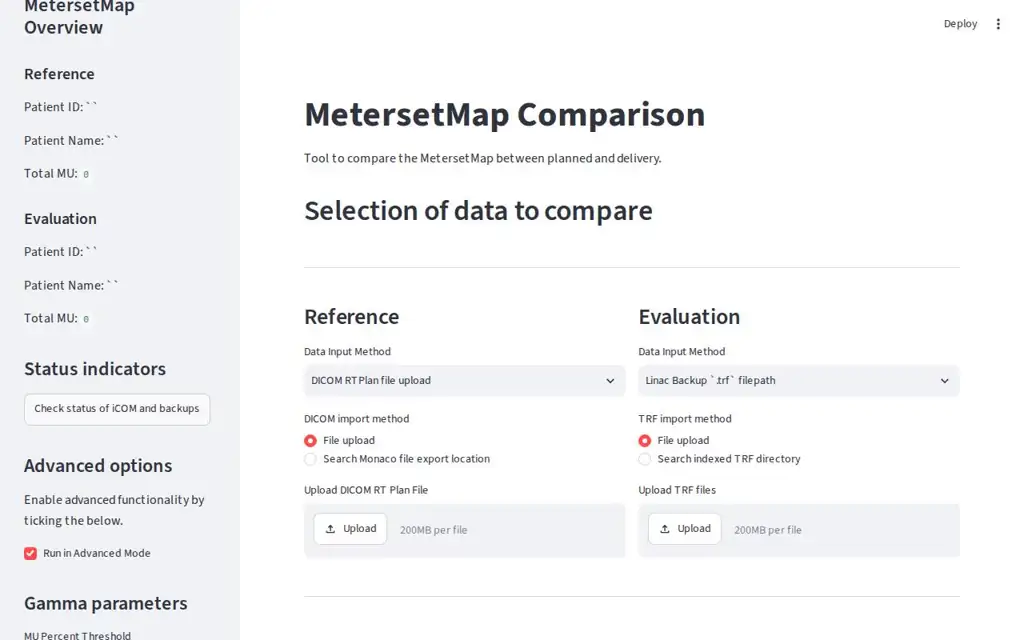 MetersetMap
Overview
Reference
Patient ID: ``
Patient Name: ``
Total MU: 0
Evaluation
Patient ID: ``
Patient Name: ``
Total MU: 0
Status indicators
Check status of iCOM and backups
Advanced options
Enable advanced functionality by
ticking the below.
Run in Advanced Mode
Gamma parameters
MU Percent Threshold
Deploy
MetersetMap Comparison
Tool to compare the MetersetMap between planned and delivery.
Selection of data to compare
Reference
Data Input Method
DICOM RT Plan file upload
DICOM import method
File upload
Search Monaco file export location
Upload DICOM RT Plan File
Upload
200MB per file
Evaluation
Data Input Method
Linac Backup `.trf` filepath
TRF import method
File upload
Search indexed TRF directory
Upload TRF files
Upload
200MB per file